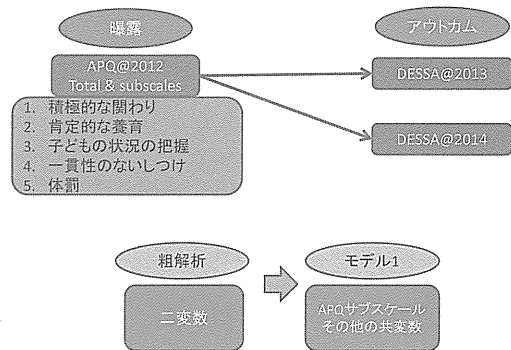 曝露
アウトカム
APQ@2012
Total & subscales
DESSA@2013
1. 積極的な関わり
2. 肯定的な養育
3. 子どもの状況の把握
4. 一貫性のないしつけ
5. 体罰
DESSA@2014
粗解析
モデル1
二変数
APQサブスケール
その他の共変数